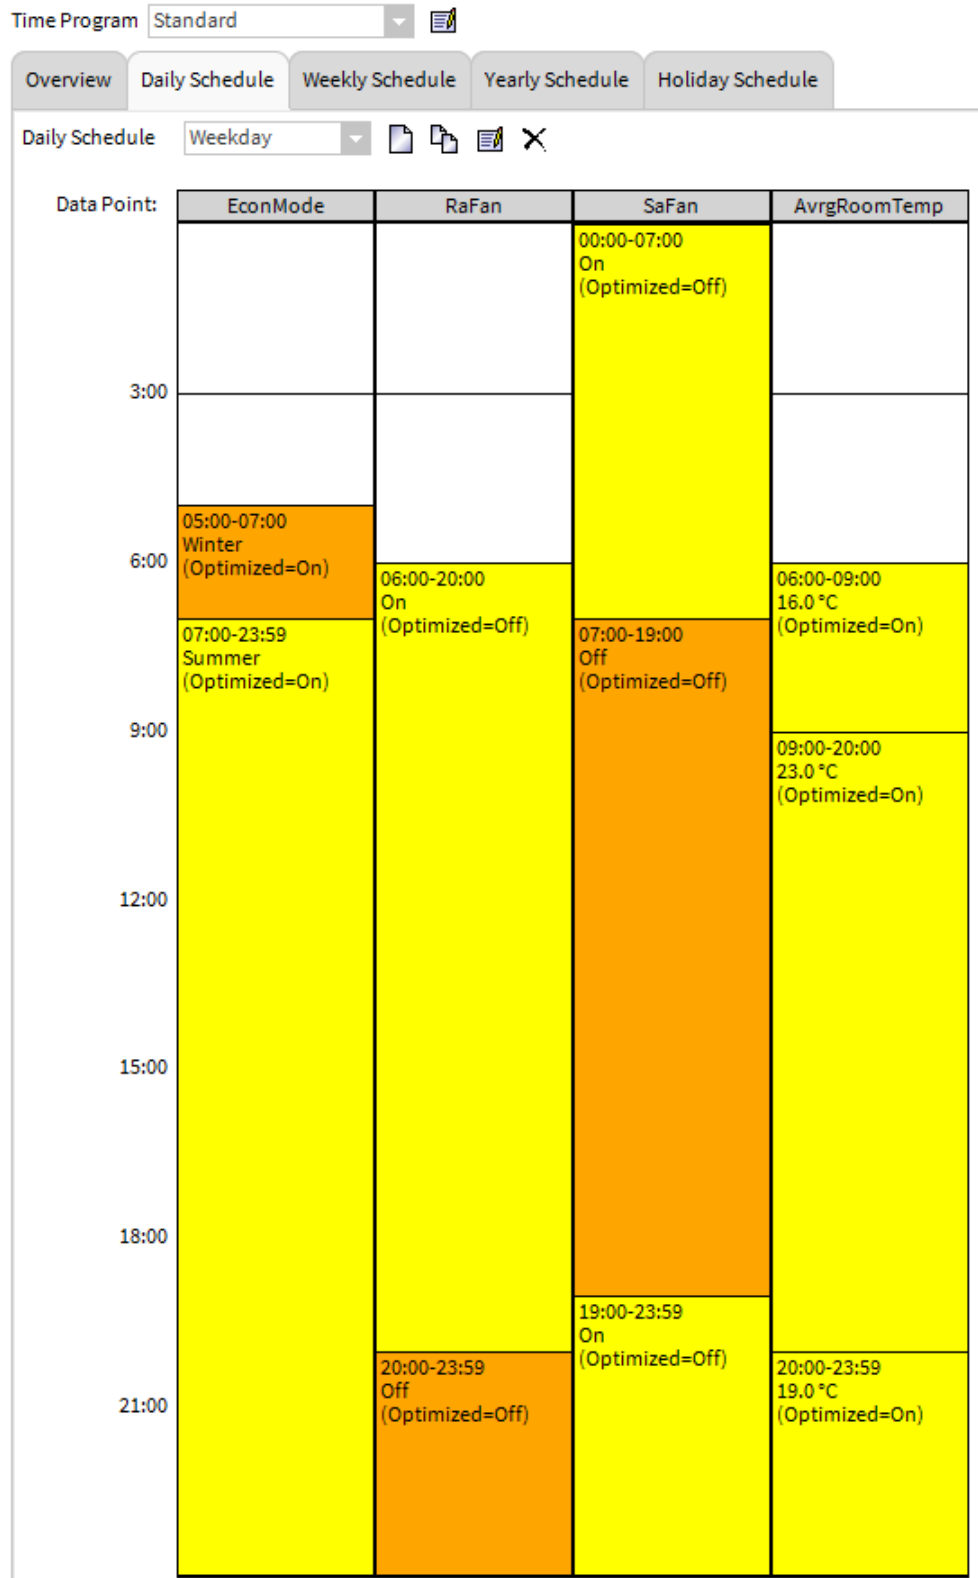 Time Program Standard
Overview Daily Schedule Weekly Schedule Yearly Schedule Holiday Schedule
Daily Schedule Weekday
Data Point: EconMode RaFan SaFan AvrgRoomTemp
00:00-07:00
On
(Optimized=Off)
3:00
05:00-07:00
Winter
(Optimized=On)
6:00
06:00-20:00
On
(Optimized=Off)
06:00-09:00
16.0 °C
(Optimized=On)
07:00-23:59
Summer
(Optimized=On)
07:00-19:00
Off
(Optimized=Off)
9:00
09:00-20:00
23.0 °C
(Optimized=On)
12:00
15:00
18:00
19:00-23:59
On
(Optimized=Off)
20:00-23:59
Off
(Optimized=Off)
20:00-23:59
19.0 °C
(Optimized=On)
21:00